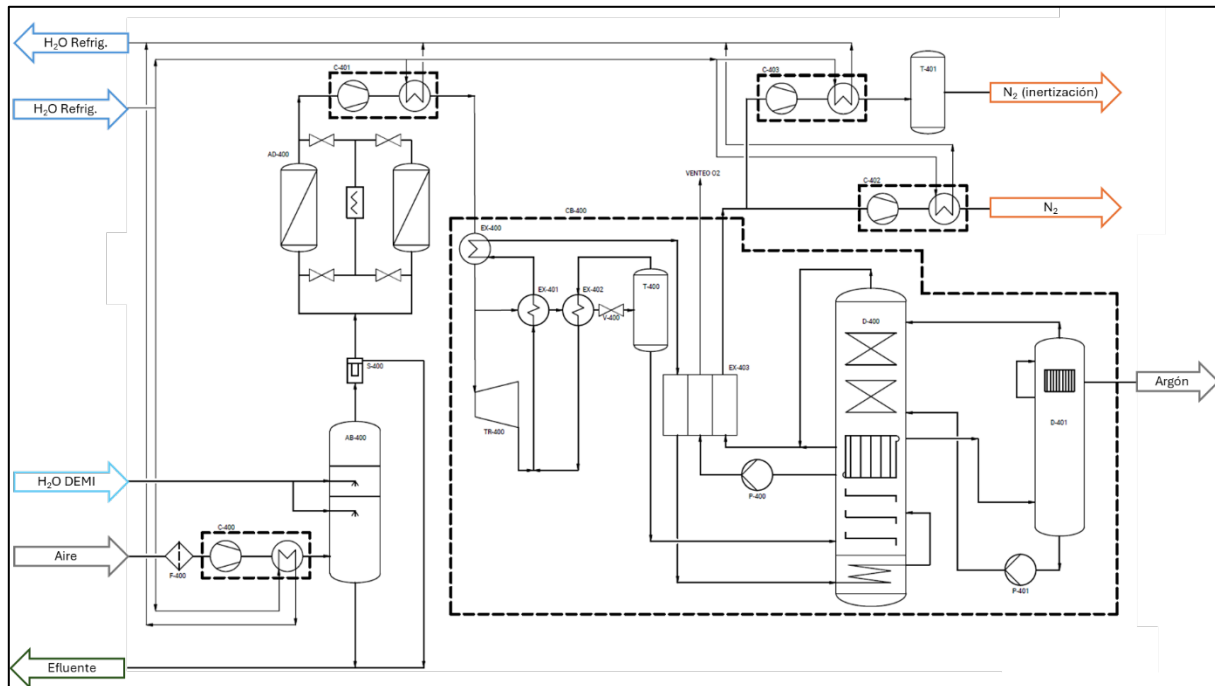 H₂O Refrig.
C-401
C-403
T-401
N₂ (inertización)
H₂O Refrig.
AD-400
VENTEO O2
C-402
N₂
CB-400
EX-400
EX-401
EX-402
T-400
V-400
D-400
S-400
EX-403
Argón
D-401
TR-400
AB-400
H₂O DEMI
P-400
C-400
Aire
F-400
P-401
Efluente